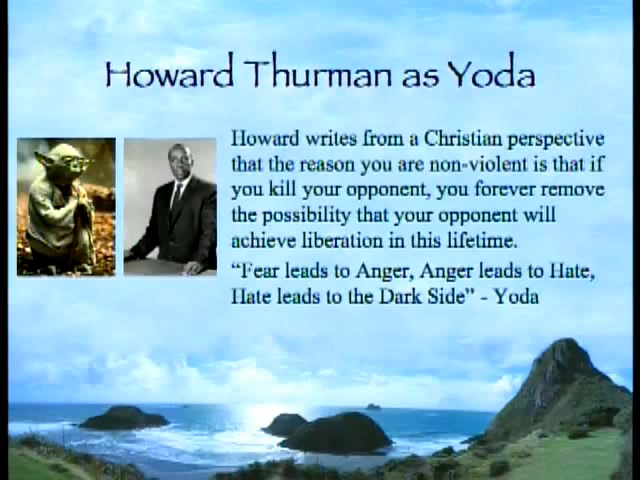 Howard Thurman as Yoda
Howard writes from a Christian perspective
that the reason you are non-violent is that if
you kill your opponent, you forever remove
the possibility that your opponent will
achieve liberation in this lifetime.
“Fear leads to Anger, Anger leads to Hate,
Hate leads to the Dark Side” - Yoda